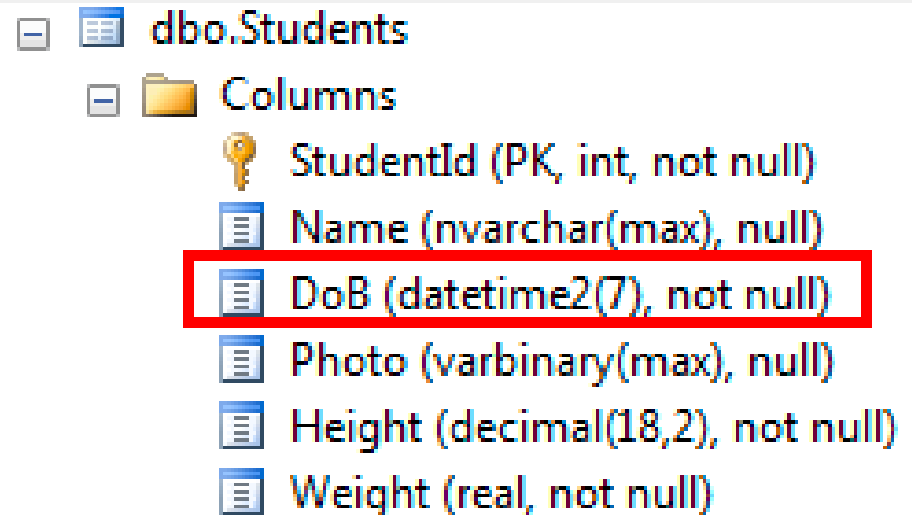 dbo.Students
Columns
StudentId (PK, int, not null)
Name (nvarchar(max), null)
DoB (datetime2(7), not null)
Photo (varbinary(max), null)
Height (decimal(18,2), not null)
Weight (real, not null)